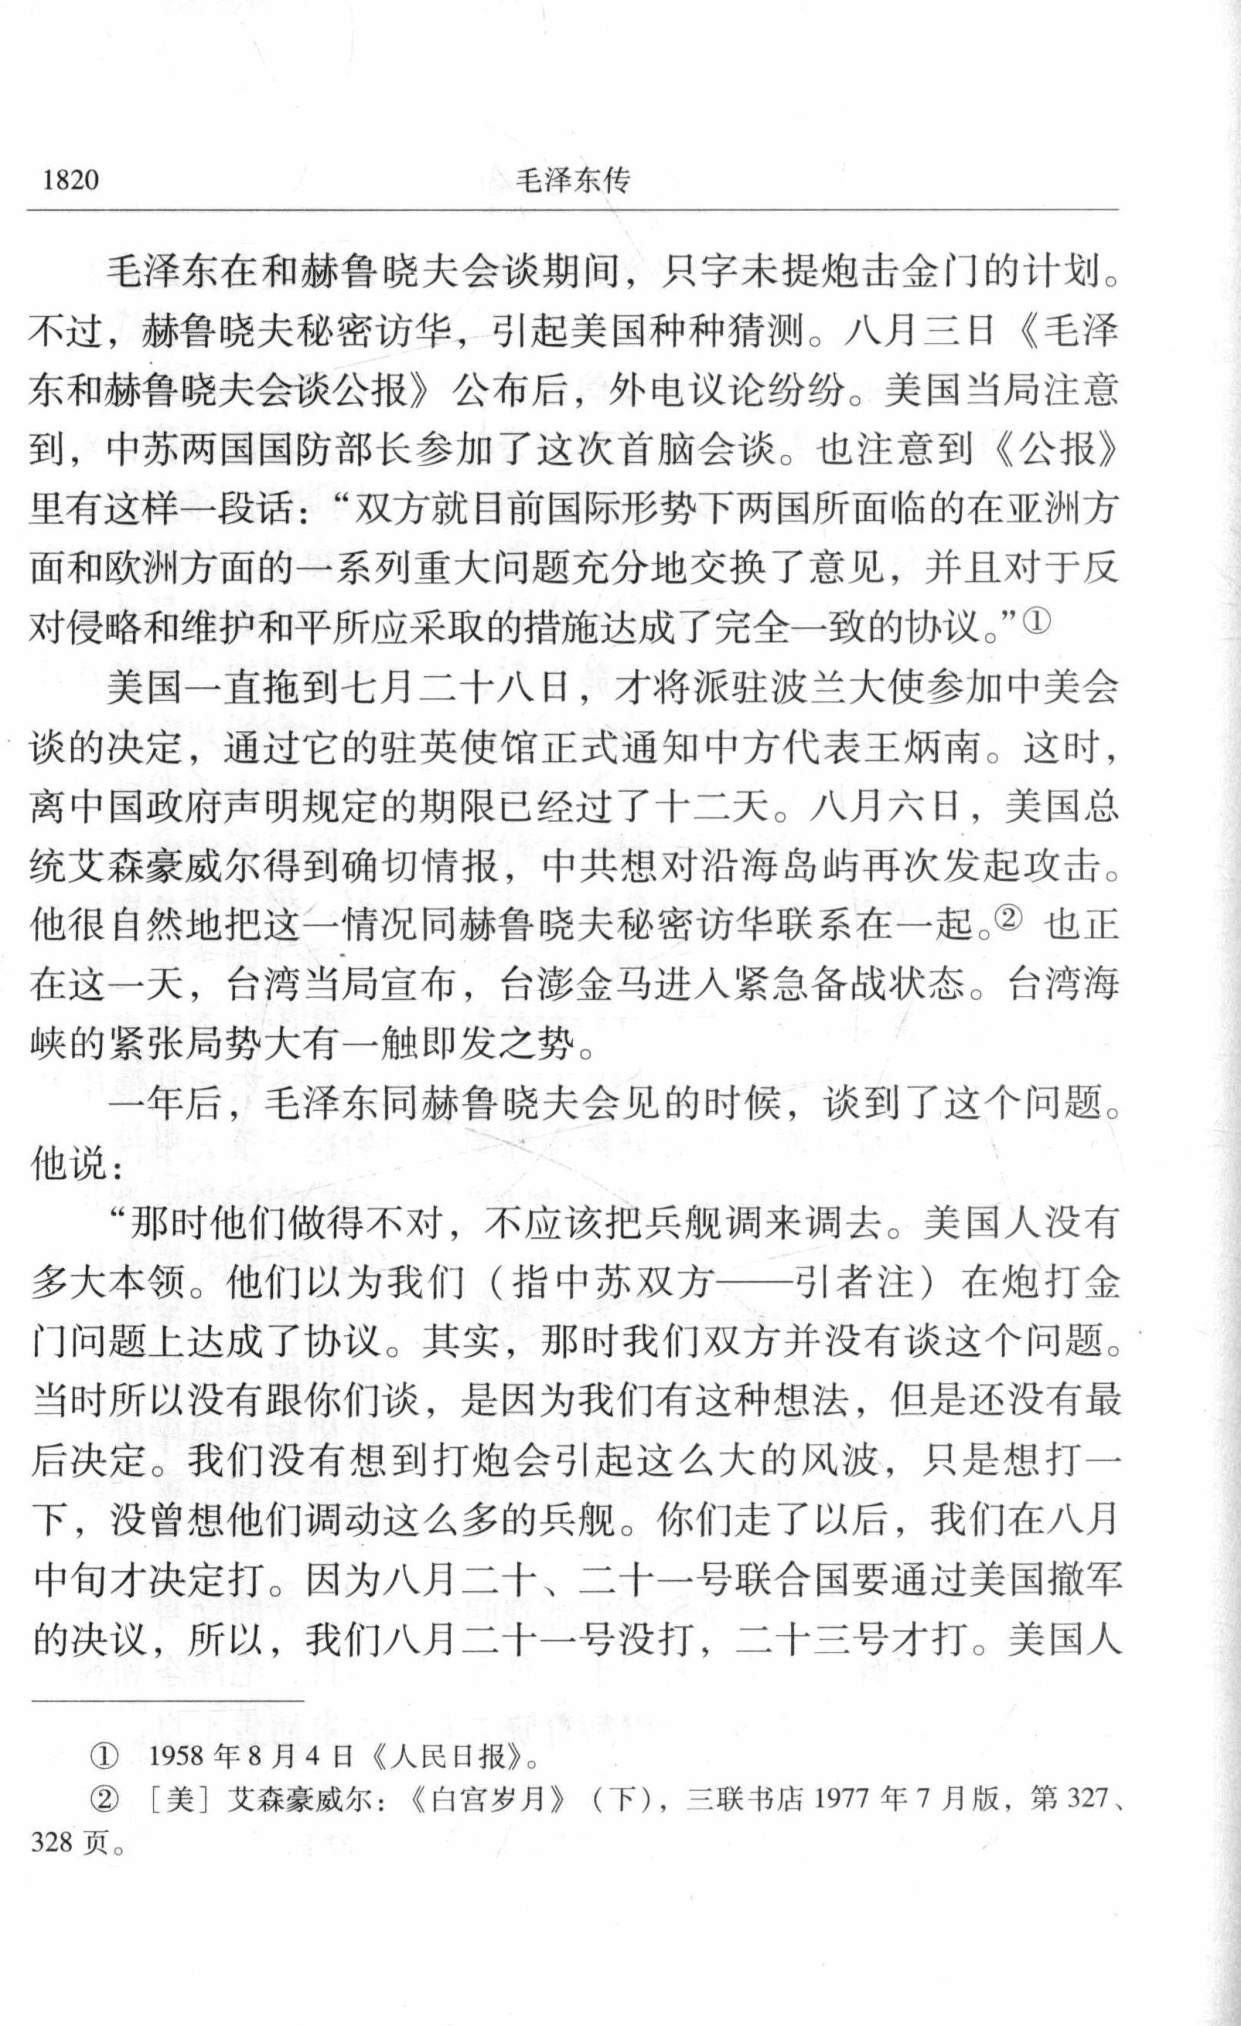 1820 毛泽东传
毛泽东在和赫鲁晓夫会谈期间，只字未提炮击金门的计划。
不过，赫鲁晓夫秘密访华，引起美国种种猜测。八月三日《毛泽
东和赫鲁晓夫会谈公报》公布后，外电议论纷纷。美国当局注意
到，中苏两国国防部长参加了这次首脑会谈。也注意到《公报》
里有这样一段话：“双方就目前国际形势下两国所面临的在亚洲方
面和欧洲方面的一系列重大问题充分地交换了意见，并且对于反
对侵略和维护和平所应采取的措施达成了完全一致的协议。”①
美国一直拖到七月二十八日，才将派驻波兰大使参加中美会
谈的决定，通过它的驻英使馆正式通知中方代表王炳南。这时，
离中国政府声明规定的期限已经过了十二天。八月六日，美国总
统艾森豪威尔得到确切情报，中共想对沿海岛屿再次发起攻击。
他很自然地把这一情况同赫鲁晓夫秘密访华联系在一起。② 也正
在这一天，台湾当局宣布，台澎金马进入紧急备战状态。台湾海
峡的紧张局势大有一触即发之势。
一年后，毛泽东同赫鲁晓夫会见的时候，谈到了这个问题。
他说：
“那时他们做得不对，不应该把兵舰调来调去。美国人没有
多大本领。他们以为我们（指中苏双方——引者注）在炮打金
门问题上达成了协议。其实，那时我们双方并没有谈这个问题。
当时所以没有跟你们谈，是因为我们有这种想法，但是还没有最
后决定。我们没有想到打炮会引起这么大的风波，只是想打一
下，没曾想他们调动这么多的兵舰。你们走了以后，我们在八月
中旬才决定打。因为八月二十、二十一号联合国要通过美国撤军
的决议，所以，我们八月二十一号没打，二十三号才打。美国人
① 1958 年 8 月 4 日《人民日报》。
② ［美］艾森豪威尔：《白宫岁月》（下），三联书店 1977 年 7 月版，第 327、
328 页。